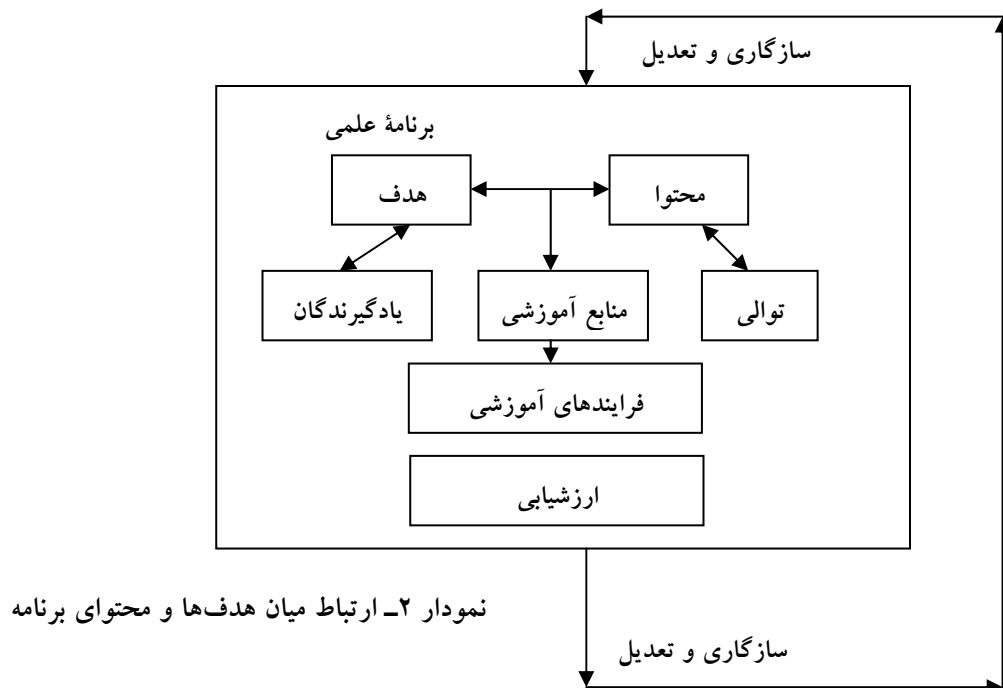 سازگاری و تعدیل
برنامهٔ علمی
محتوا
هدف
توالی
منابع آموزشی
یادگیرندگان
فرایندهای آموزشی
ارزشیابی
نمودار ۲ـ ارتباط میان هدف‌ها و محتوای برنامه
سازگاری و تعدیل